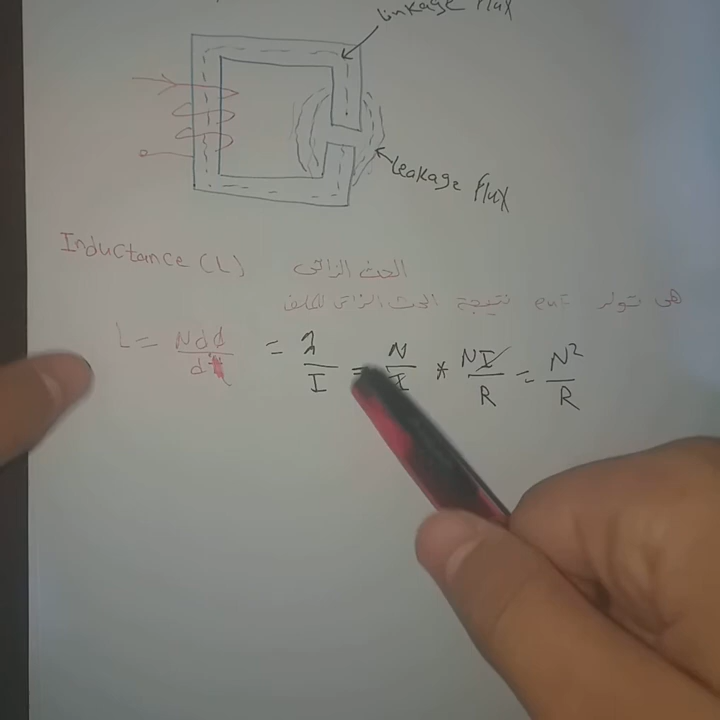 linkage flux
Leakage flux
Inductance (L) الحث الذاتي
هي تولد emf نتيجة الحث الذاتي للملف
L = Ndϕ/dI = λ/I = N/I * NI/R = N²/R